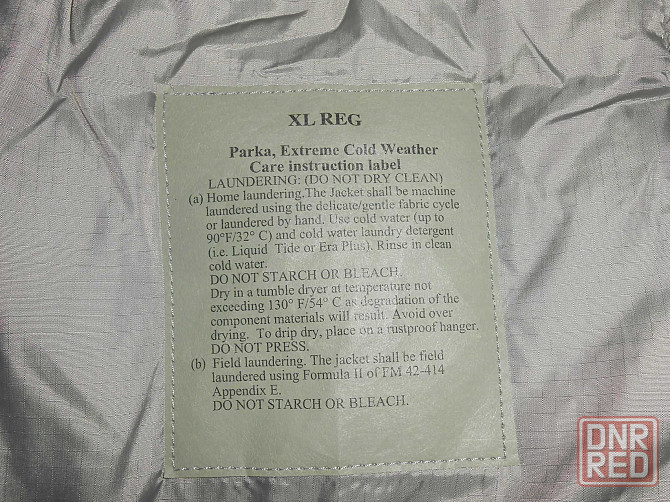 XL REG
Parka, Extreme Cold Weather
Care instruction label
LAUNDERING: (DO NOT DRY CLEAN)
(a) Home laundering.The Jacket shall be machine
laundered using the delicate/gentle fabric cycle
or laundered by hand. Use cold water (up to
90°F/32° C) and cold water laundry detergent
(i.e. Liquid Tide or Era Plus). Rinse in clean
cold water.
DO NOT STARCH OR BLEACH.
Dry in a tumble dryer at temperature not
exceeding 130° F/54° C as degradation of the
component materials will result. Avoid over
drying. To drip dry, place on a rustproof hanger.
DO NOT PRESS.
(b) Field laundering. The jacket shall be field
laundered using Formula II of FM 42-414
Appendix E.
DO NOT STARCH OR BLEACH.
DNR
RED